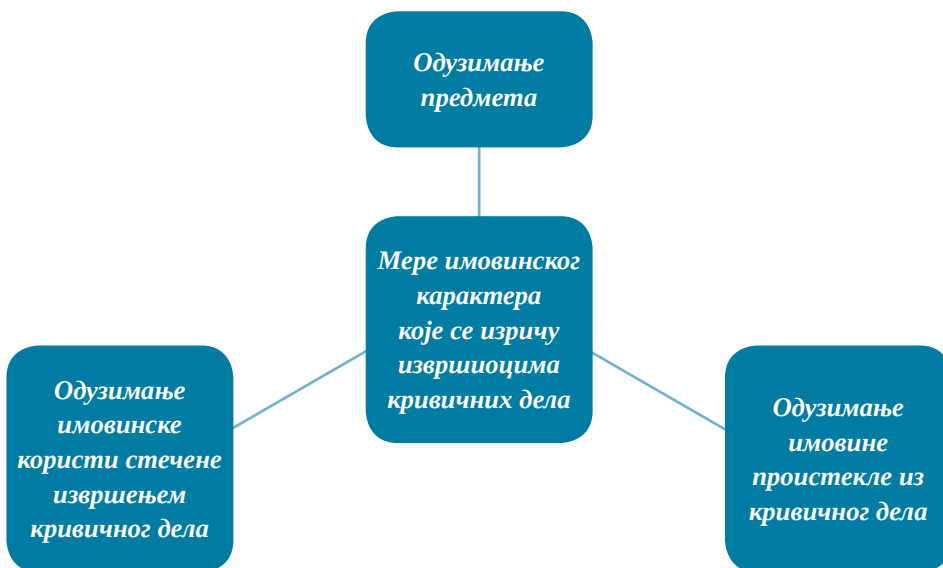 Одузимање
предмета
Мере имовинског
карактера
које се изричу
извршиоцима
кривичних дела
Одузимање
имовинске
користи стечене
извршењем
кривичног дела
Одузимање
имовине
проистекле из
кривичног дела